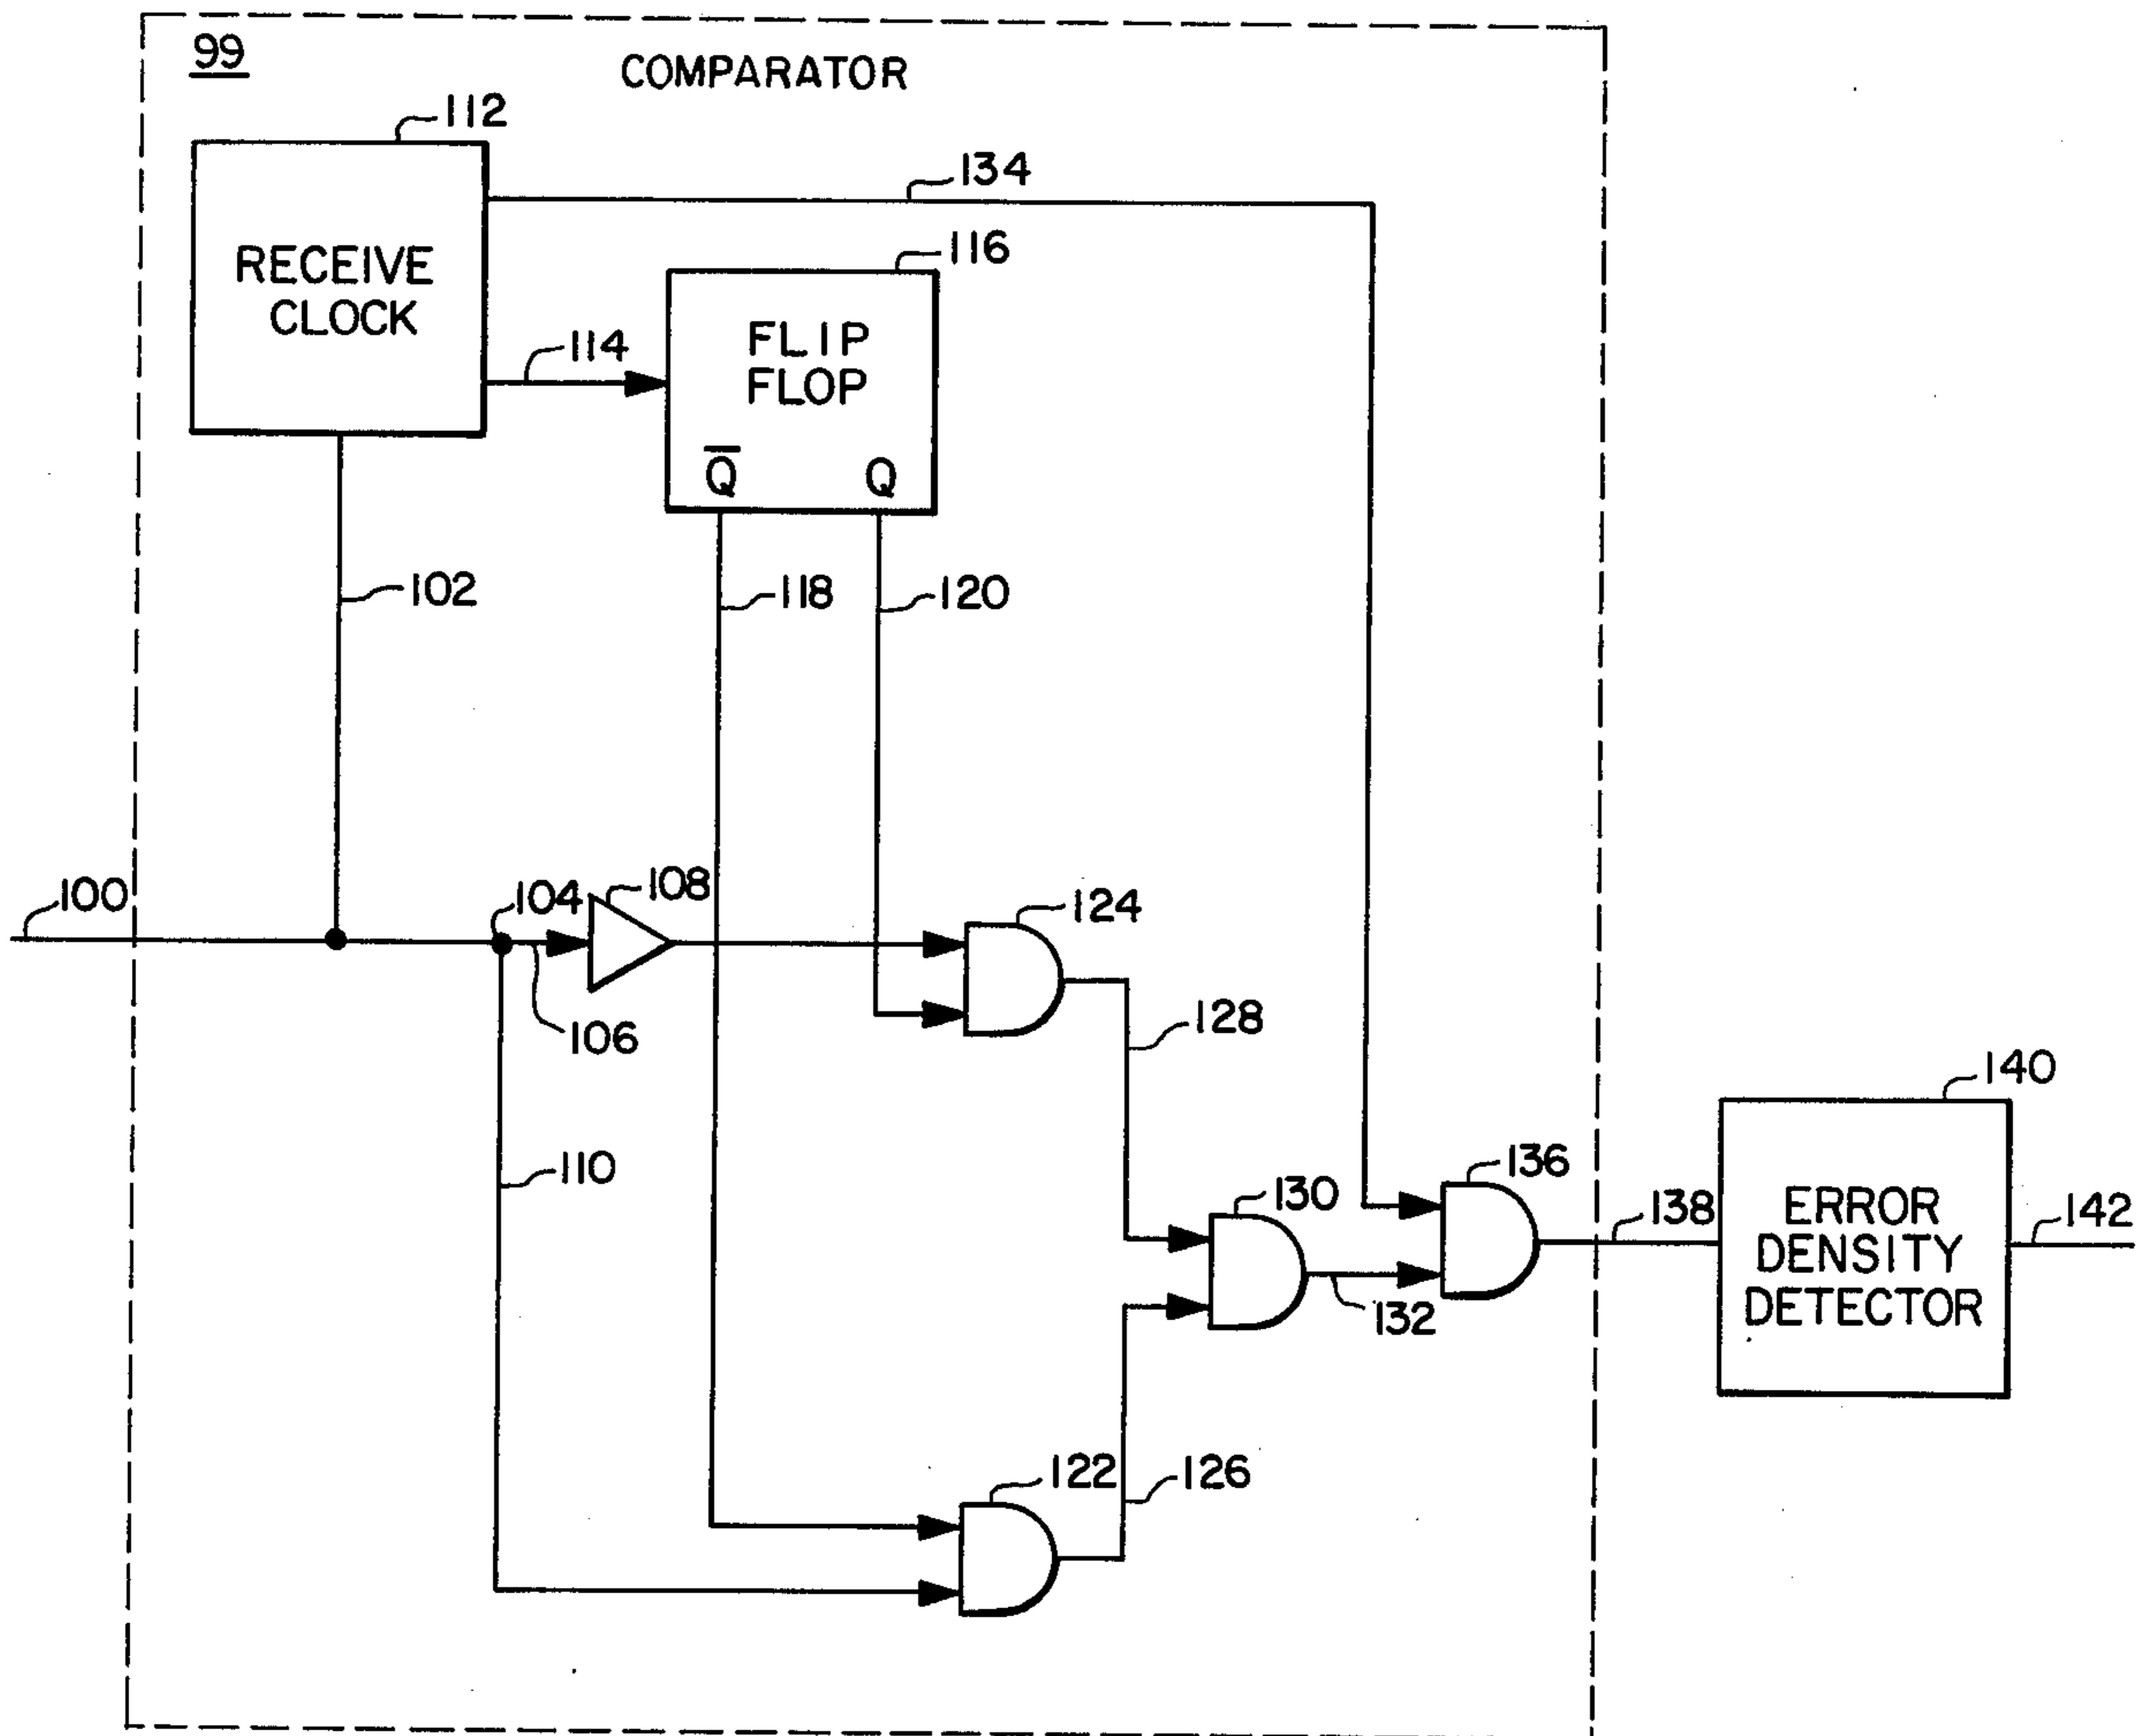 99
COMPARATOR
112
134
RECEIVE
CLOCK
116
114
FLIP
FLOP
Q̅
Q
102
118
120
100
104
108
124
106
128
140
110
130
136
ERROR
DENSITY
DETECTOR
138
142
132
122
126